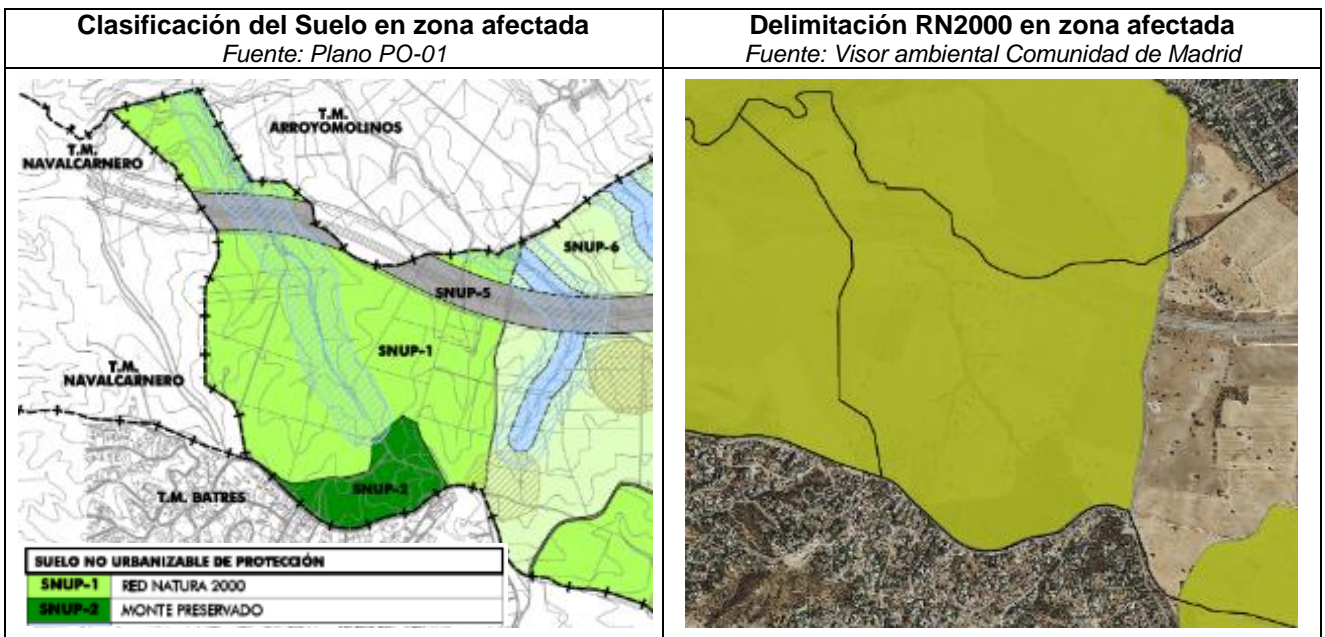 Clasificación del Suelo en zona afectada
Fuente: Plano PO-01
Delimitación RN2000 en zona afectada
Fuente: Visor ambiental Comunidad de Madrid
T.M.
ARROYOMOLINOS
T.M.
NAVALCARNERO
SNUP-6
SNUP-5
SNUP-1
T.M.
NAVALCARNERO
SNUP-2
T.M. BATRES
SUELO NO URBANIZABLE DE PROTECCIÓN
SNUP-1 RED NATURA 2000
SNUP-2 MONTE PRESERVADO